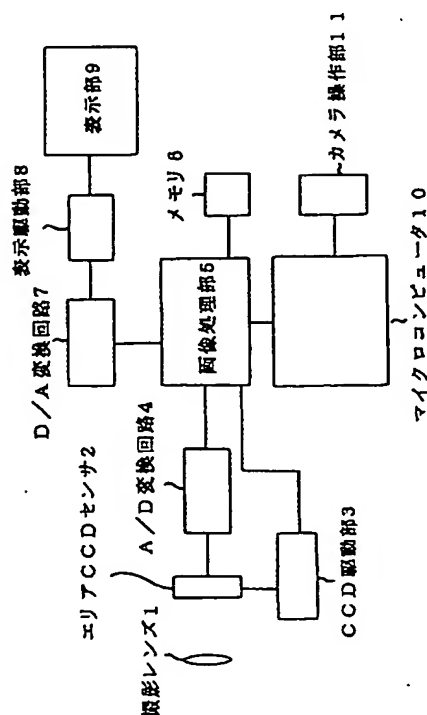 撮影レンズ1
エリアCCDセンサ2
CCD駆動部3
A/D変換回路4
画像処理部5
メモリ6
D/A変換回路7
表示駆動部8
表示部9
マイクロコンピュータ10
カメラ操作部11